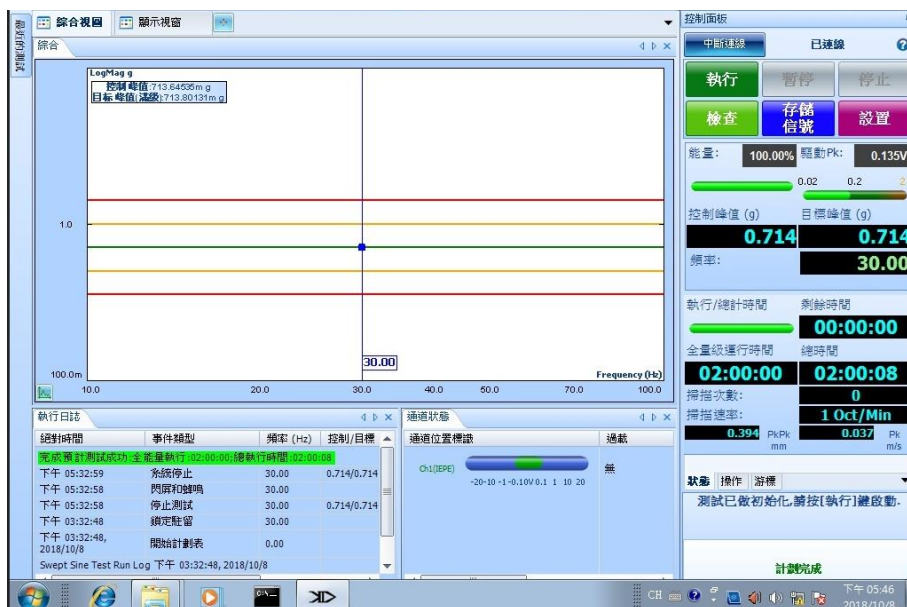 最近的測試
綜合視圖
顯示視窗
綜合
LogMag g
控制 峰值:713.64535m g
目标 峰值(滿級):713.80131m g
1.0
100.0m
30.00
Frequency (Hz)
10.0 20.0 30.0 40.0 50.0 70.0 100.0
執行日誌
絕對時間 事件類型 頻率 (Hz) 控制/目標
完成預計測試成功:全能量執行:02:00:00;總執行時間:02:00:08
下午 05:32:59 系統停止 30.00 0.714/0.714
下午 05:32:58 閃屏和蜂鳴 30.00
下午 05:32:58 停止測試 30.00 0.714/0.714
下午 03:32:48 鎖定駐留 30.00
下午 03:32:48, 開始計劃表 0.00
2018/10/8
Swept Sine Test Run Log 下午 03:32:48, 2018/10/8
通道狀態
通道位置標識 過載
Ch1(IEPE) 無
-20-10 -1 -0.10V 0.1 1 10 20
控制面板
中斷連線 已連線
執行 暫停 停止
檢查 存儲信號 設置
能量: 100.00% 驅動Pk: 0.135V
0.02 0.2 2
控制峰值 (g) 目標峰值 (g)
0.714 0.714
頻率: 30.00
執行/總計時間 剩餘時間
00:00:00
全量級運行時間 總時間
02:00:00 02:00:08
掃描次數: 0
掃描速率: 1 Oct/Min
0.394 PkPk mm 0.037 Pk m/s
狀態 操作 游標
測試已做初始化,請按[執行]鍵啟動.
計劃完成
CH
下午 05:46
2018/10/8